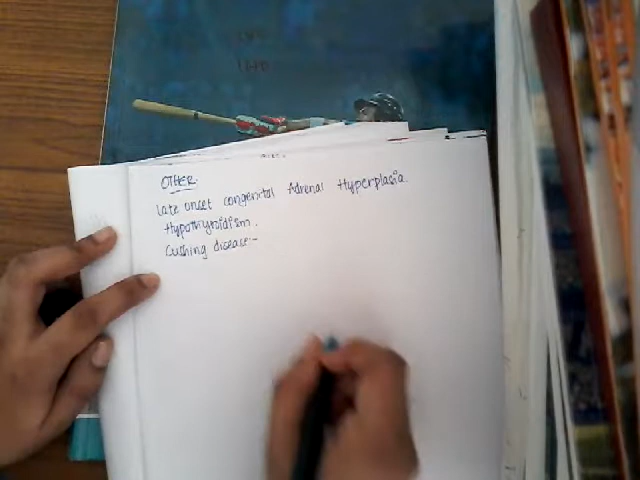 OTHER.
Late onset congenital Adrenal Hyperplasia.
Hypothyroidism.
Cushing disease:-